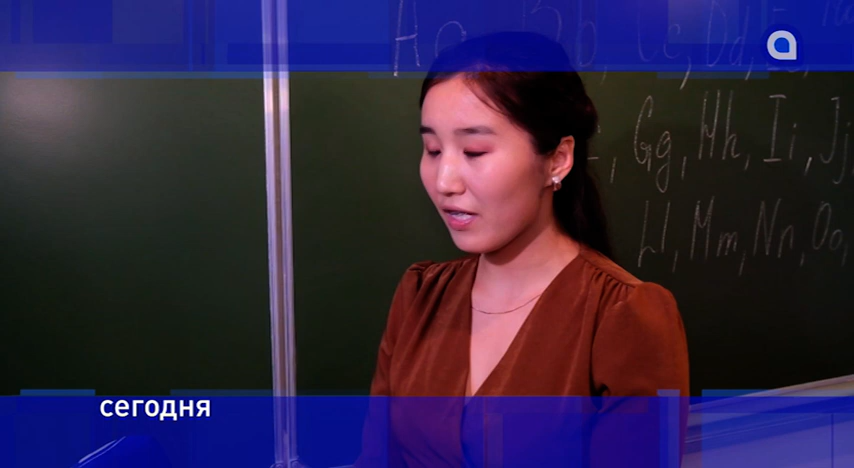 Aa Bb, Cc, Dd,
Gg, Hh, Ii, Jj,
Ll, Mm, Nn, Oo,
сегодня